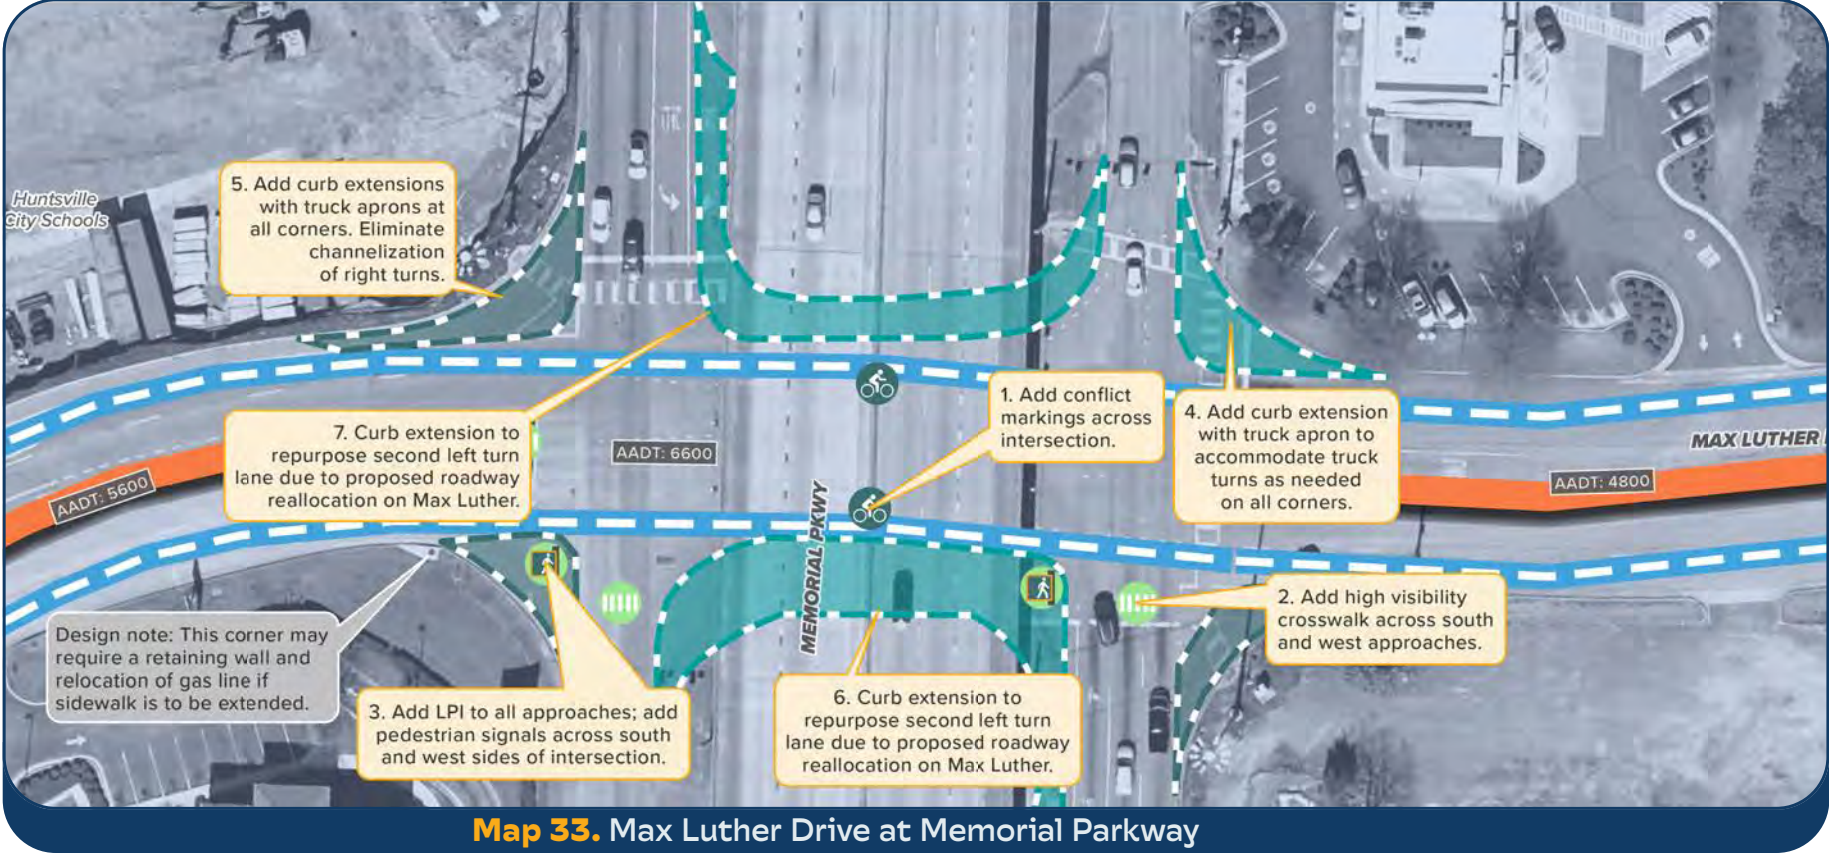 5. Add curb extensions
with truck aprons at
all corners. Eliminate
channelization
of right turns.
Huntsville
City Schools
1. Add conflict
markings across
intersection.
4. Add curb extension
with truck apron to
accommodate truck
turns as needed
on all corners.
7. Curb extension to
repurpose second left turn
lane due to proposed roadway
reallocation on Max Luther.
AADT: 6600
MAX LUTHER
AADT: 5600
AADT: 4800
MEMORIAL PKWY
Design note: This corner may
require a retaining wall and
relocation of gas line if
sidewalk is to be extended.
2. Add high visibility
crosswalk across south
and west approaches.
3. Add LPI to all approaches; add
pedestrian signals across south
and west sides of intersection.
6. Curb extension to
repurpose second left turn
lane due to proposed roadway
reallocation on Max Luther.
Map 33. Max Luther Drive at Memorial Parkway